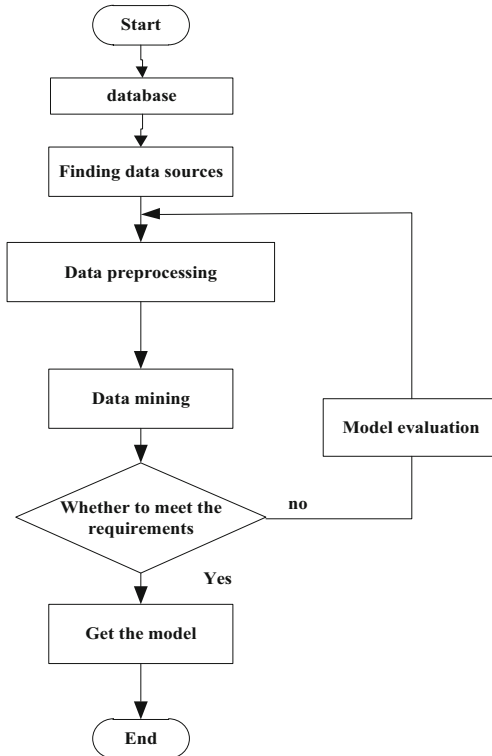 Start
database
Finding data sources
Data preprocessing
Data mining
Model evaluation
Whether to meet the
requirements
no
Yes
Get the model
End